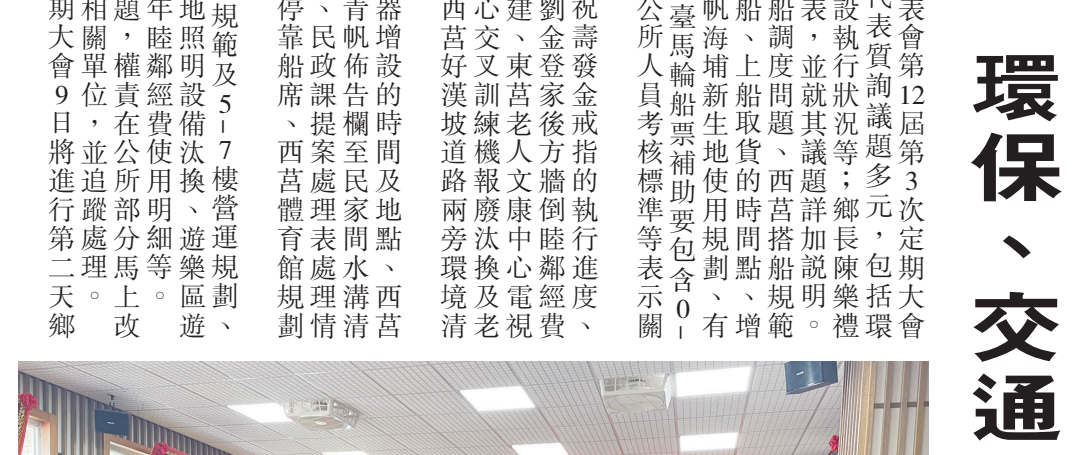 環保、交通
表會第12屆第3次定期大會
代表質詢議題多元，包括環
設執行狀況等；鄉長陳樂禮
表，並就其議題詳加說明。
船調度問題、西莒搭船規範
船、上船取貨的時間點、增
帆海埔新生地使用規劃、有
臺馬輪船票補助要包含0－
公所人員考核標準等表示關
祝壽發金戒指的執行進度、
劉金登家後方牆倒睦鄰經費
建、東莒老人文康中心電視
心交叉訓練機報廢汰換及老
西莒好漢坡道路兩旁環境清
器增設的時間及地點、西莒
青帆佈告欄至民家間水溝清
、民政課提案處理表處理情
停靠船席、西莒體育館規劃
規範及5－7樓營運規劃、
地照明設備汰換、遊樂區遊
年睦鄰經費使用明細等。
題，權責在公所部分馬上改
相關單位，並追蹤處理。
期大會9日將進行第二天鄉